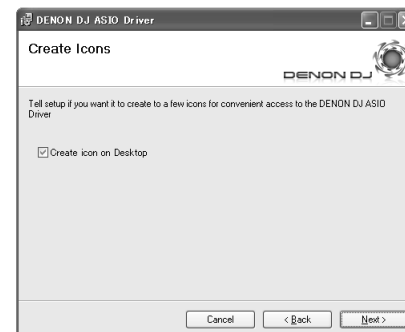 DENON DJ ASIO Driver
Create Icons
DENON DJ
Tell setup if you want it to create to a few icons for convenient access to the DENON DJ ASIO
Driver
Create icon on Desktop
Cancel
< Back
Next >